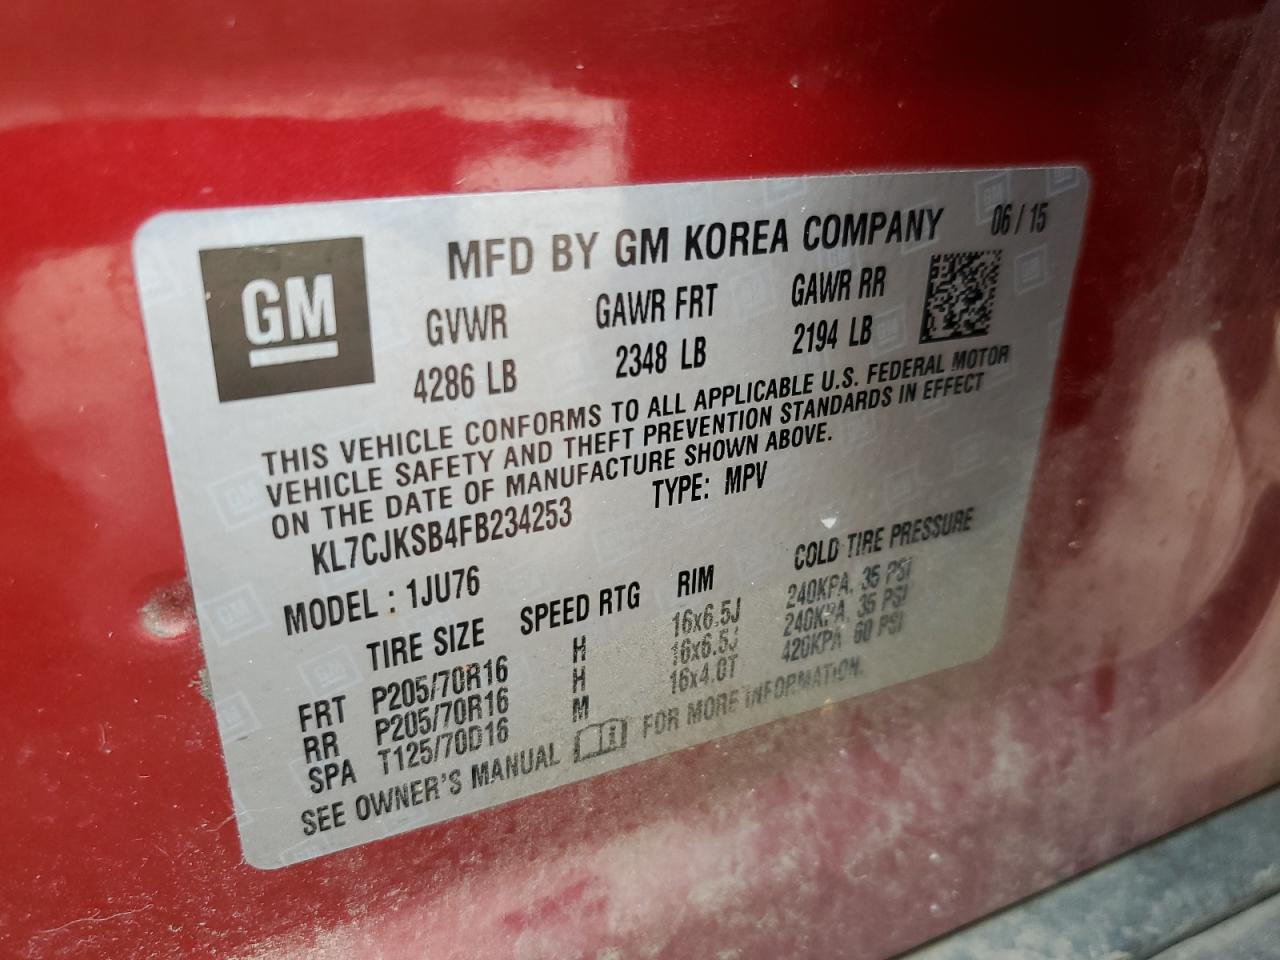 GM
MFD BY GM KOREA COMPANY 06 / 15
GVWR GAWR FRT GAWR RR
4286 LB 2348 LB 2194 LB
THIS VEHICLE CONFORMS TO ALL APPLICABLE U.S. FEDERAL MOTOR
VEHICLE SAFETY AND THEFT PREVENTION STANDARDS IN EFFECT
ON THE DATE OF MANUFACTURE SHOWN ABOVE.
KL7CJKSB4FB234253 TYPE: MPV
MODEL : 1JU76
TIRE SIZE SPEED RTG RIM COLD TIRE PRESSURE
FRT P205/70R16 H 16x6.5J 240KPA, 35 PSI
RR P205/70R16 H 16x6.5J 240KPA, 35 PSI
SPA T125/70D16 M 16x4.0T 420KPA 60 PSI
SEE OWNER'S MANUAL FOR MORE INFORMATION.